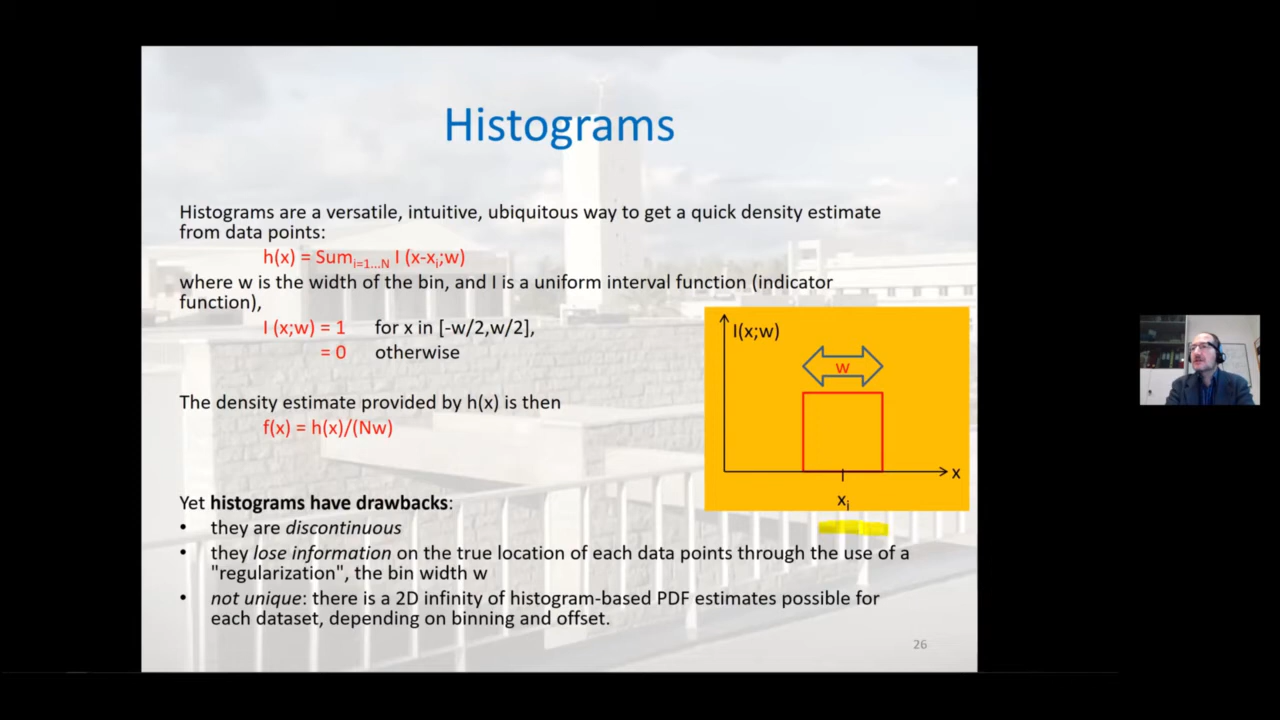 Histograms
Histograms are a versatile, intuitive, ubiquitous way to get a quick density estimate
from data points:
h(x) = Sum_{i=1...N} I (x-x_i;w)
where w is the width of the bin, and I is a uniform interval function (indicator
function),
I (x;w) = 1 for x in [-w/2,w/2],
= 0 otherwise
The density estimate provided by h(x) is then
f(x) = h(x)/(Nw)
I(x;w)
w
x
x_i
Yet histograms have drawbacks:
• they are discontinuous
• they lose information on the true location of each data points through the use of a
"regularization", the bin width w
• not unique: there is a 2D infinity of histogram-based PDF estimates possible for
each dataset, depending on binning and offset.
26